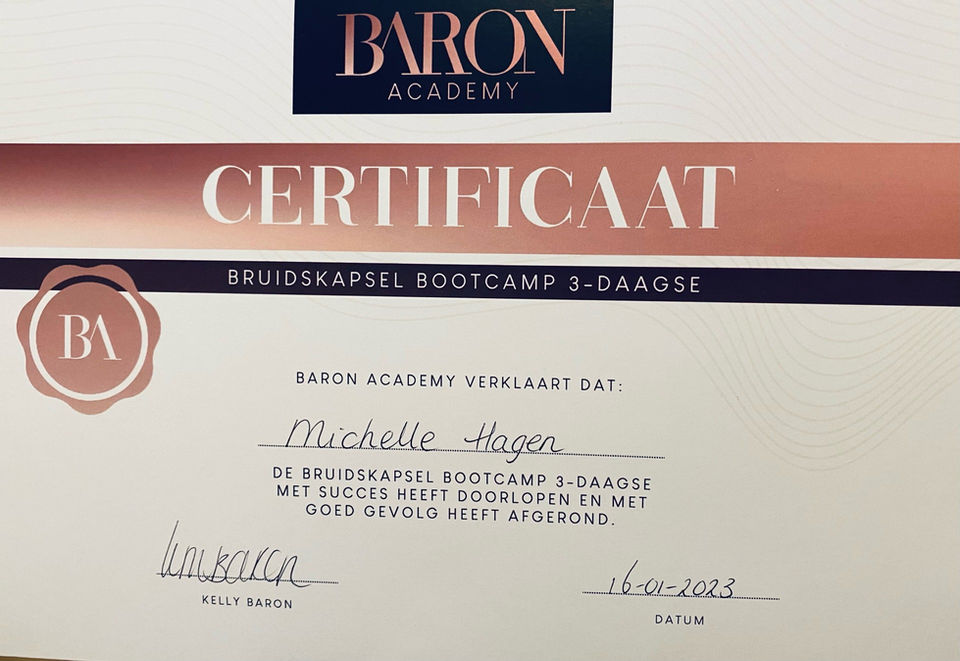 BARON
ACADEMY
CERTIFICAAT
BRUIDSKAPSEL BOOTCAMP 3-DAAGSE
BA
BARON ACADEMY VERKLAART DAT:
Michelle Hagen
DE BRUIDSKAPSEL BOOTCAMP 3-DAAGSE
MET SUCCES HEEFT DOORLOPEN EN MET
GOED GEVOLG HEEFT AFGEROND.
KELLY BARON
16-01-2023
DATUM